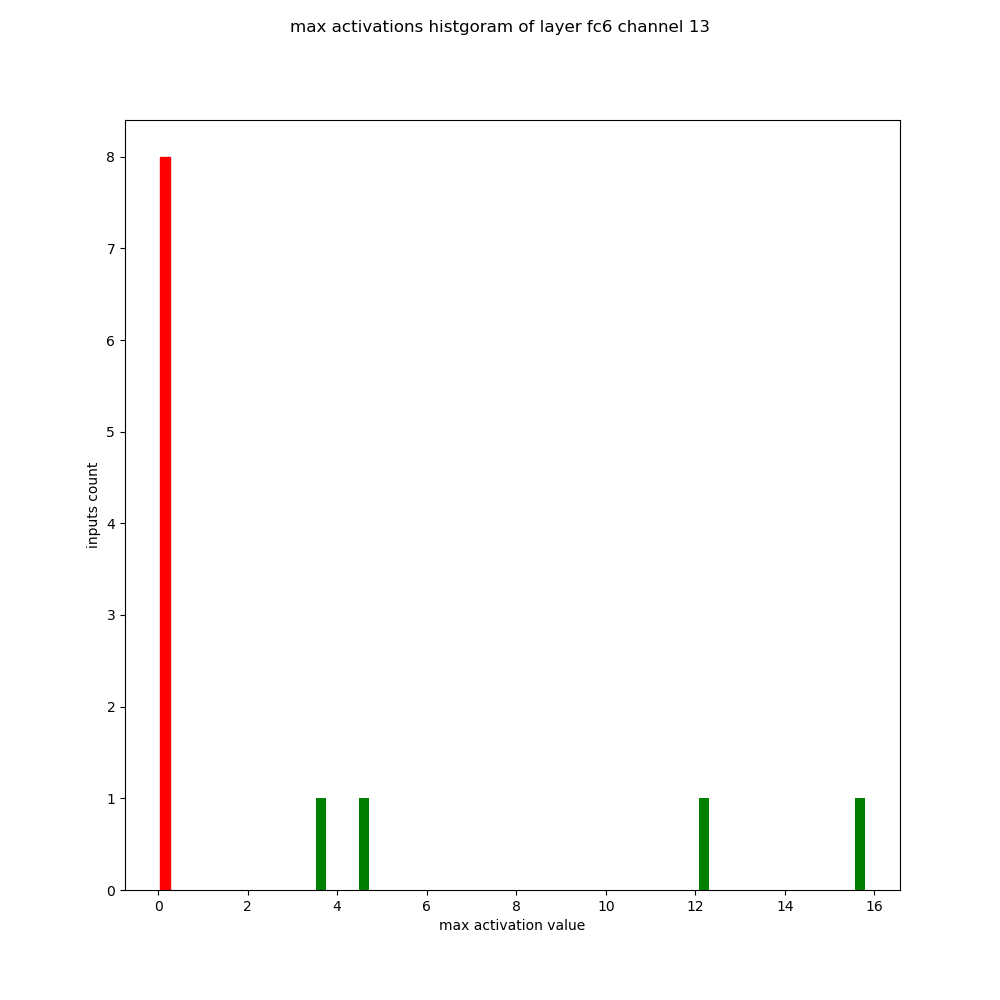 max activations histgoram of layer fc6 channel 13
8
7
6
5
4
3
2
1
0
inputs count
0 2 4 6 8 10 12 14 16
max activation value